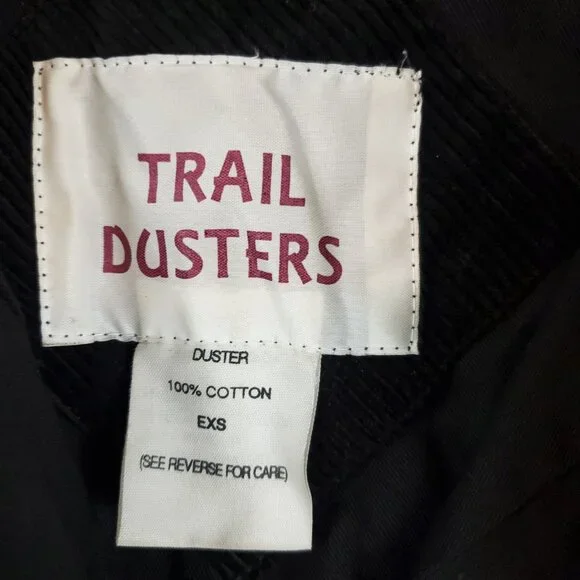 TRAIL
DUSTERS
DUSTER
100% COTTON
EXS
(SEE REVERSE FOR CARE)